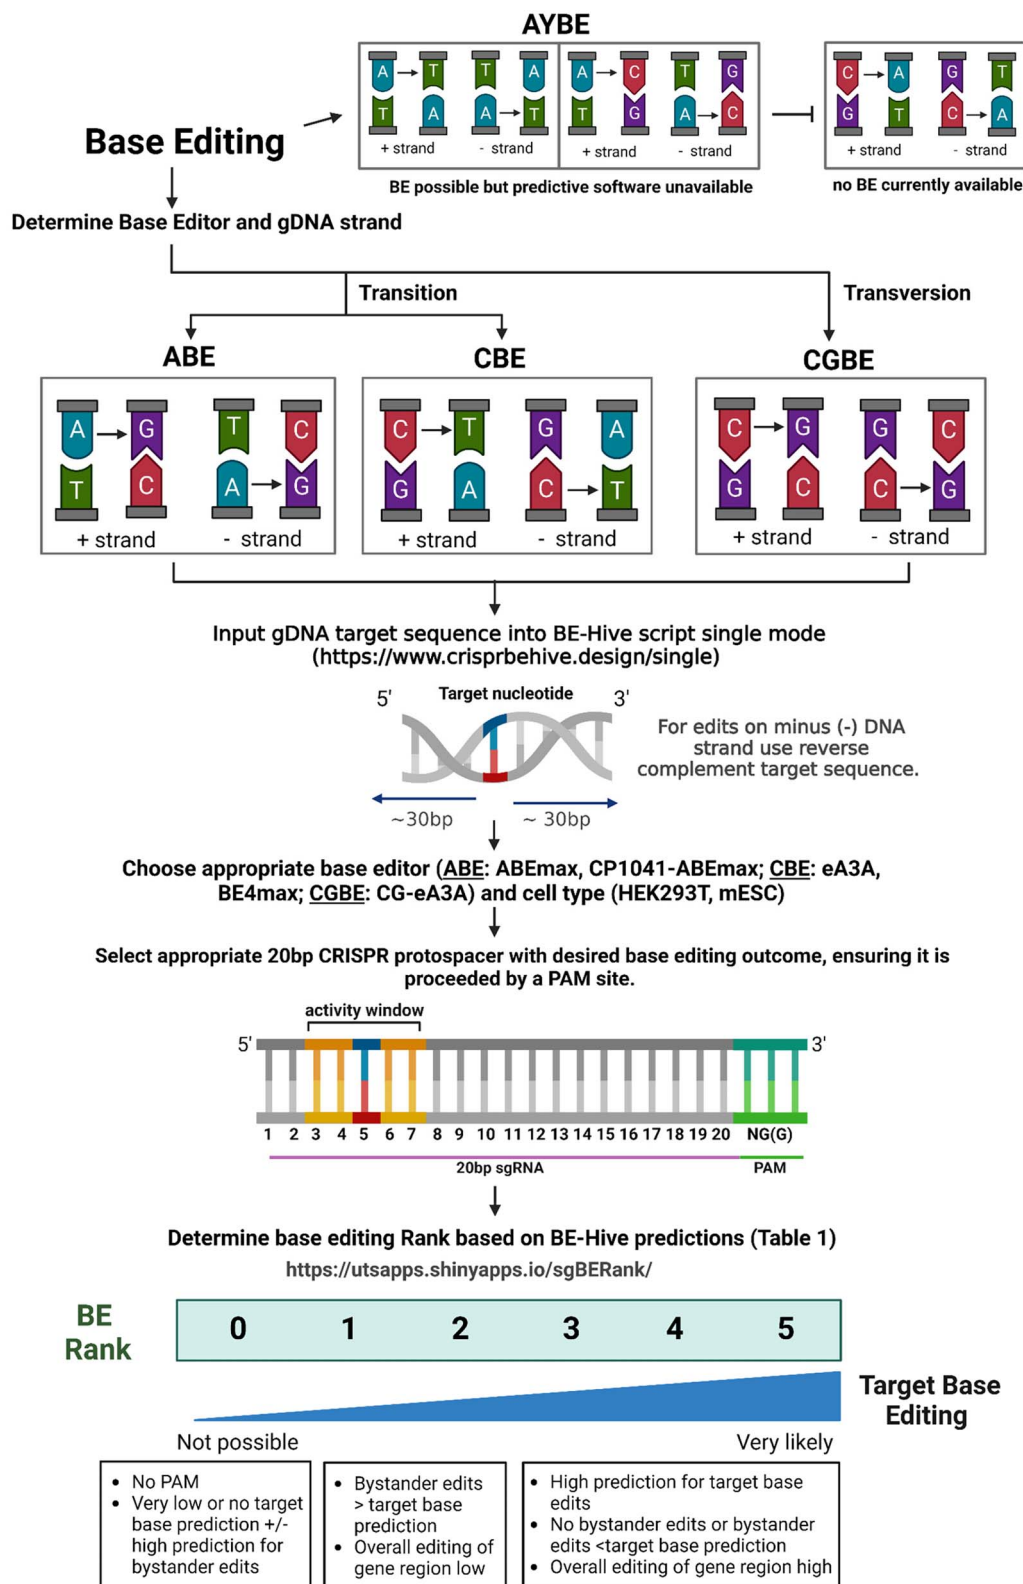 AYBE
A T T A A C T G
T A A T T G A C
+ strand - strand + strand - strand
BE possible but predictive software unavailable
C A G T
G T C A
+ strand - strand
no BE currently available
Base Editing
Determine Base Editor and gDNA strand
Transition
Transversion
ABE
CBE
CGBE
A G T C
T C A G
+ strand - strand
C T G A
G A C T
+ strand - strand
C G G C
G C C G
+ strand - strand
Input gDNA target sequence into BE-Hive script single mode
(https://www.crisprbehive.design/single)
5' Target nucleotide 3'
For edits on minus (-) DNA
strand use reverse
complement target sequence.
~30bp ~ 30bp
Choose appropriate base editor (ABE: ABEmax, CP1041-ABEmax; CBE: eA3A,
BE4max; CGBE: CG-eA3A) and cell type (HEK293T, mESC)
Select appropriate 20bp CRISPR protospacer with desired base editing outcome, ensuring it is
proceeded by a PAM site.
activity window
5' 3'
1 2 3 4 5 6 7 8 9 10 11 12 13 14 15 16 17 18 19 20 NG(G)
20bp sgRNA PAM
Determine base editing Rank based on BE-Hive predictions (Table 1)
https://utsapps.shinyapps.io/sgBERank/
BE
Rank
0 1 2 3 4 5
Target Base
Editing
Not possible
Very likely
• No PAM
• Very low or no target
base prediction +/-
high prediction for
bystander edits
• Bystander edits
> target base
prediction
• Overall editing of
gene region low
• High prediction for target base
edits
• No bystander edits or bystander
edits <target base prediction
• Overall editing of gene region high